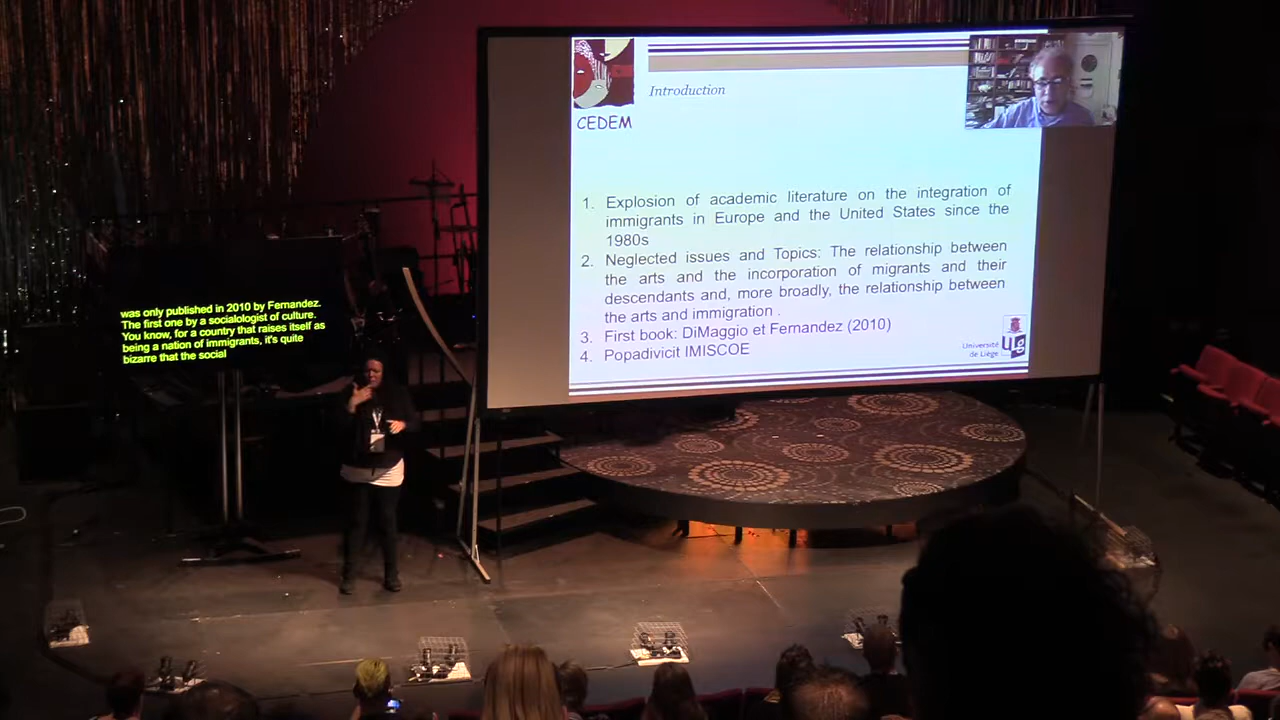 Introduction
CEDEM
1. Explosion of academic literature on the integration of
immigrants in Europe and the United States since the
1980s
2. Neglected issues and Topics: The relationship between
the arts and the incorporation of migrants and their
descendants and, more broadly, the relationship between
the arts and immigration .
3. First book: DiMaggio et Fernandez (2010)
4. Popadivicit IMISCOE
Université
de Liège
ULg
was only published in 2010 by Fernandez.
The first one by a socialologist of culture.
You know, for a country that raises itself as
being a nation of immigrants, it's quite
bizarre that the social